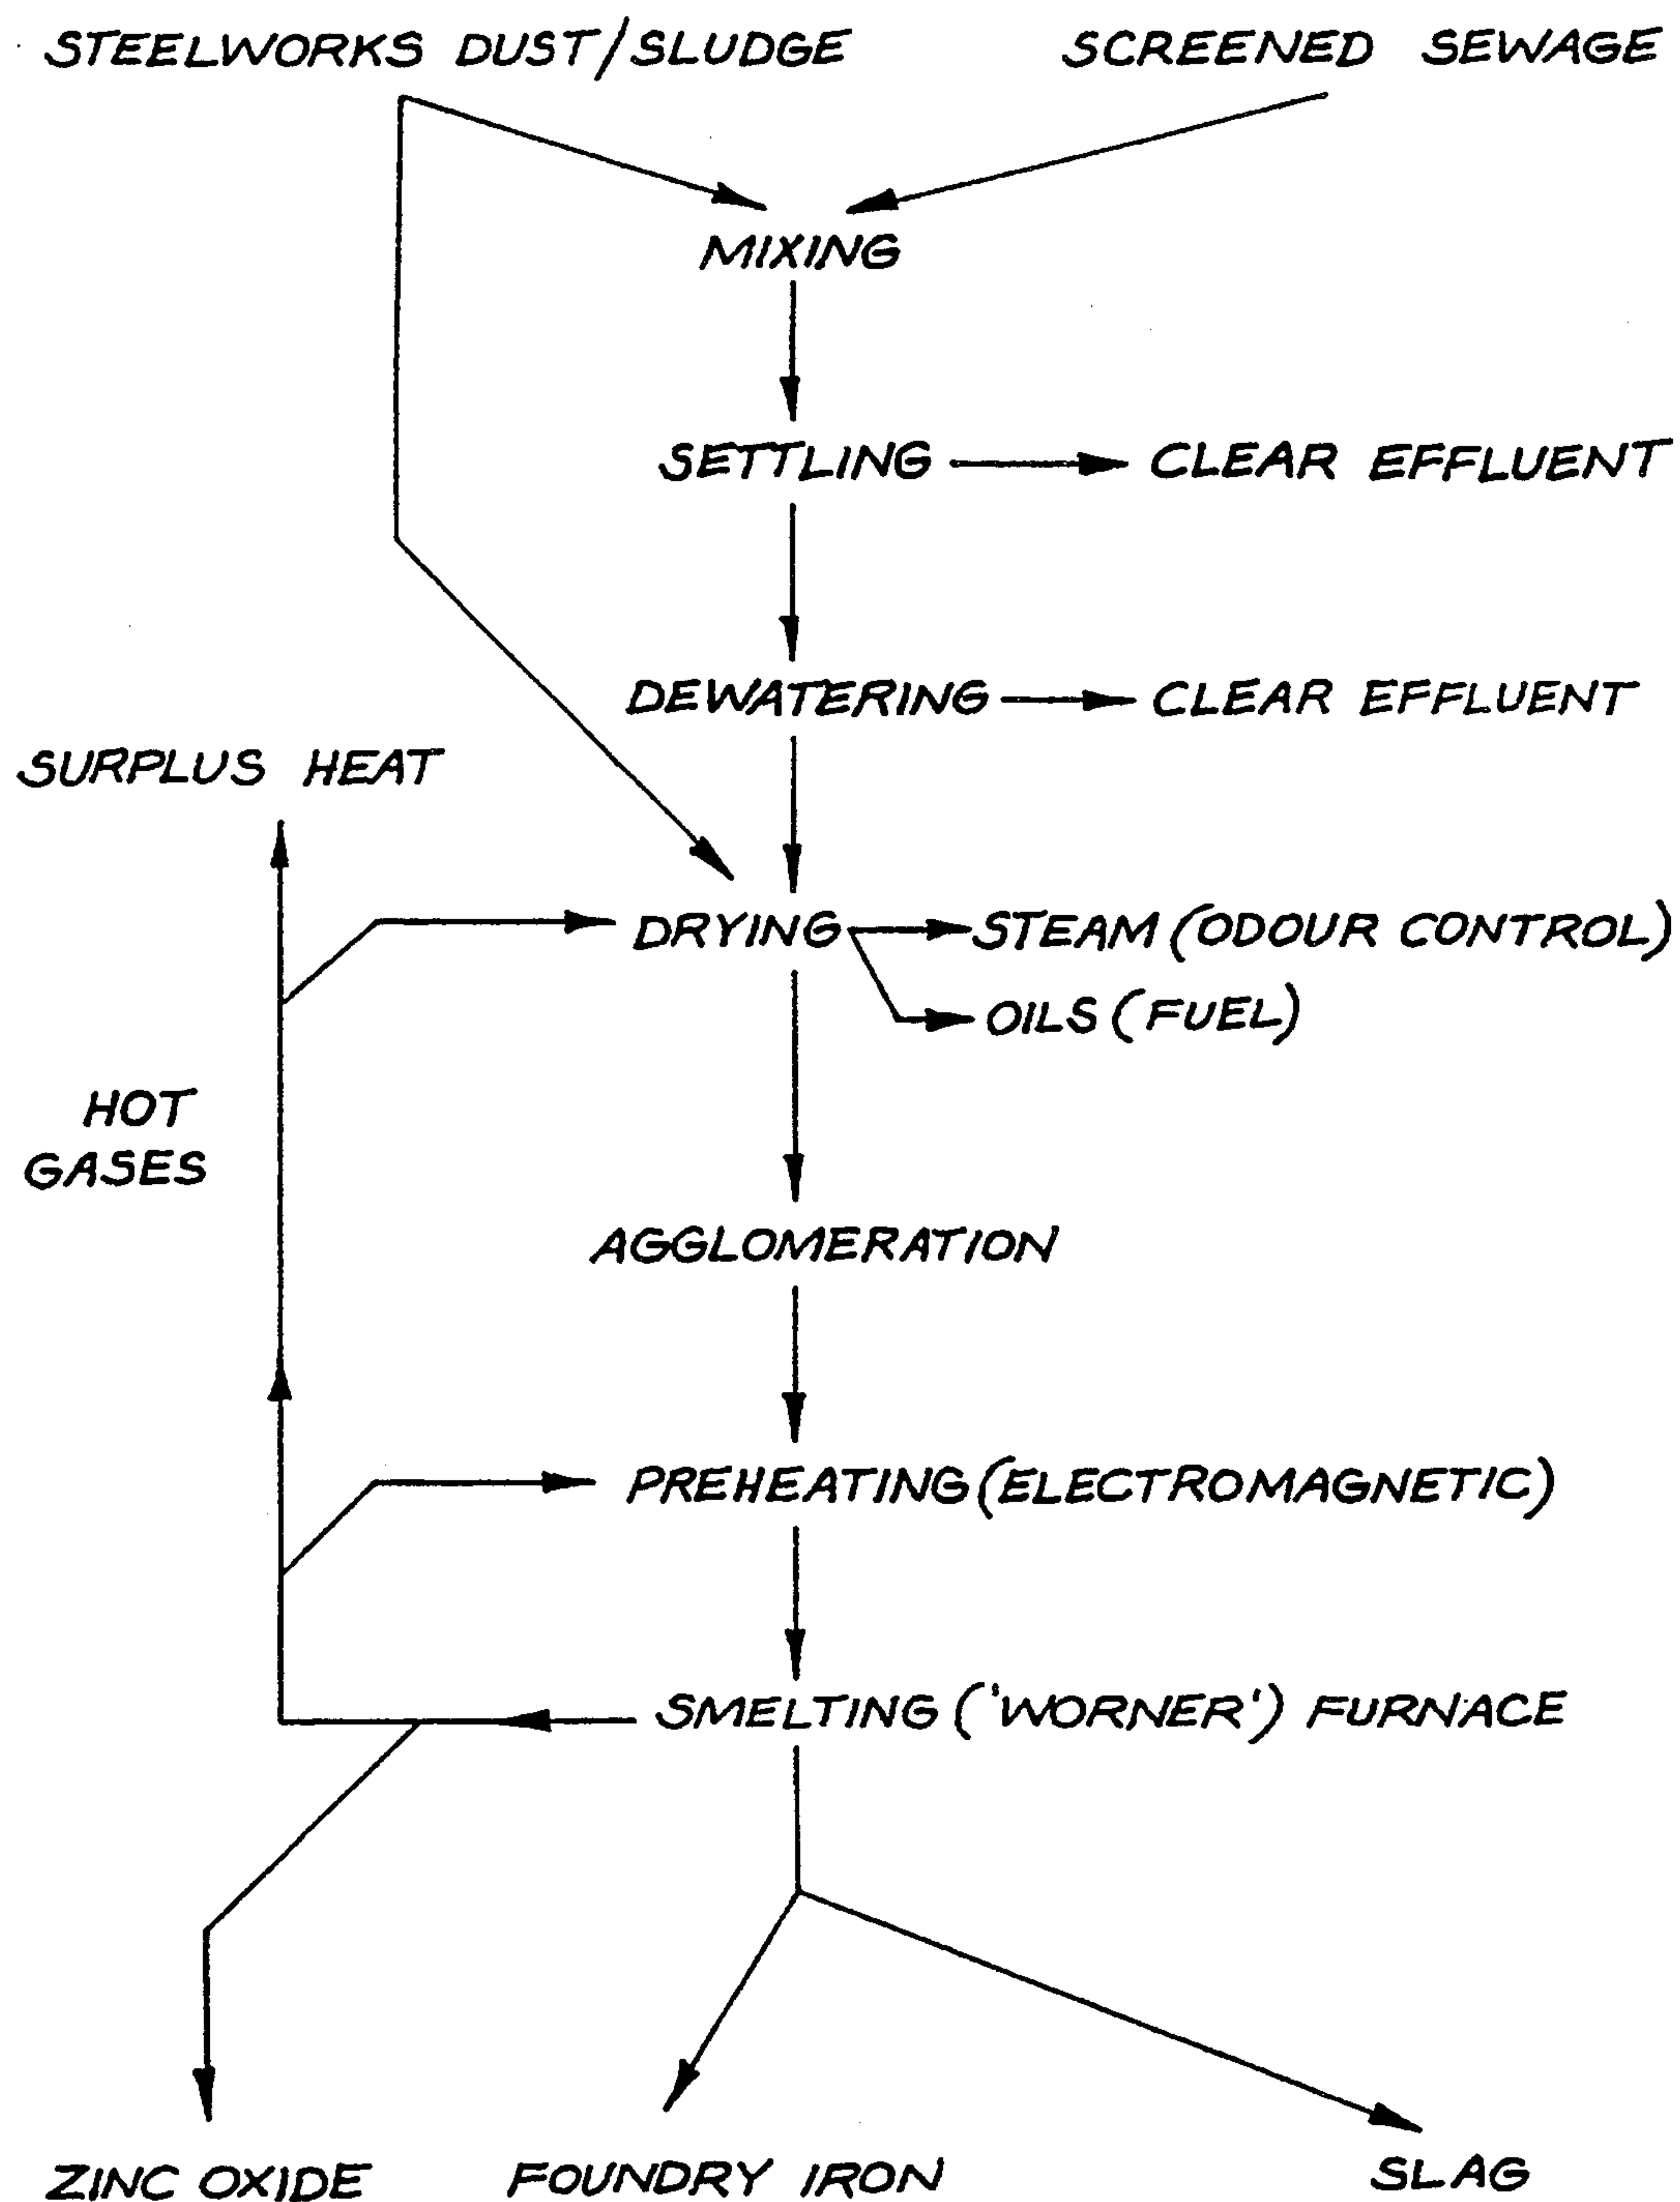 STEELWORKS DUST/SLUDGE
SCREENED SEWAGE
MIXING
SETTLING
CLEAR EFFLUENT
DEWATERING
CLEAR EFFLUENT
SURPLUS HEAT
DRYING
STEAM (ODOUR CONTROL)
OILS (FUEL)
HOT
GASES
AGGLOMERATION
PREHEATING (ELECTROMAGNETIC)
SMELTING ('WORNER') FURNACE
ZINC OXIDE
FOUNDRY IRON
SLAG